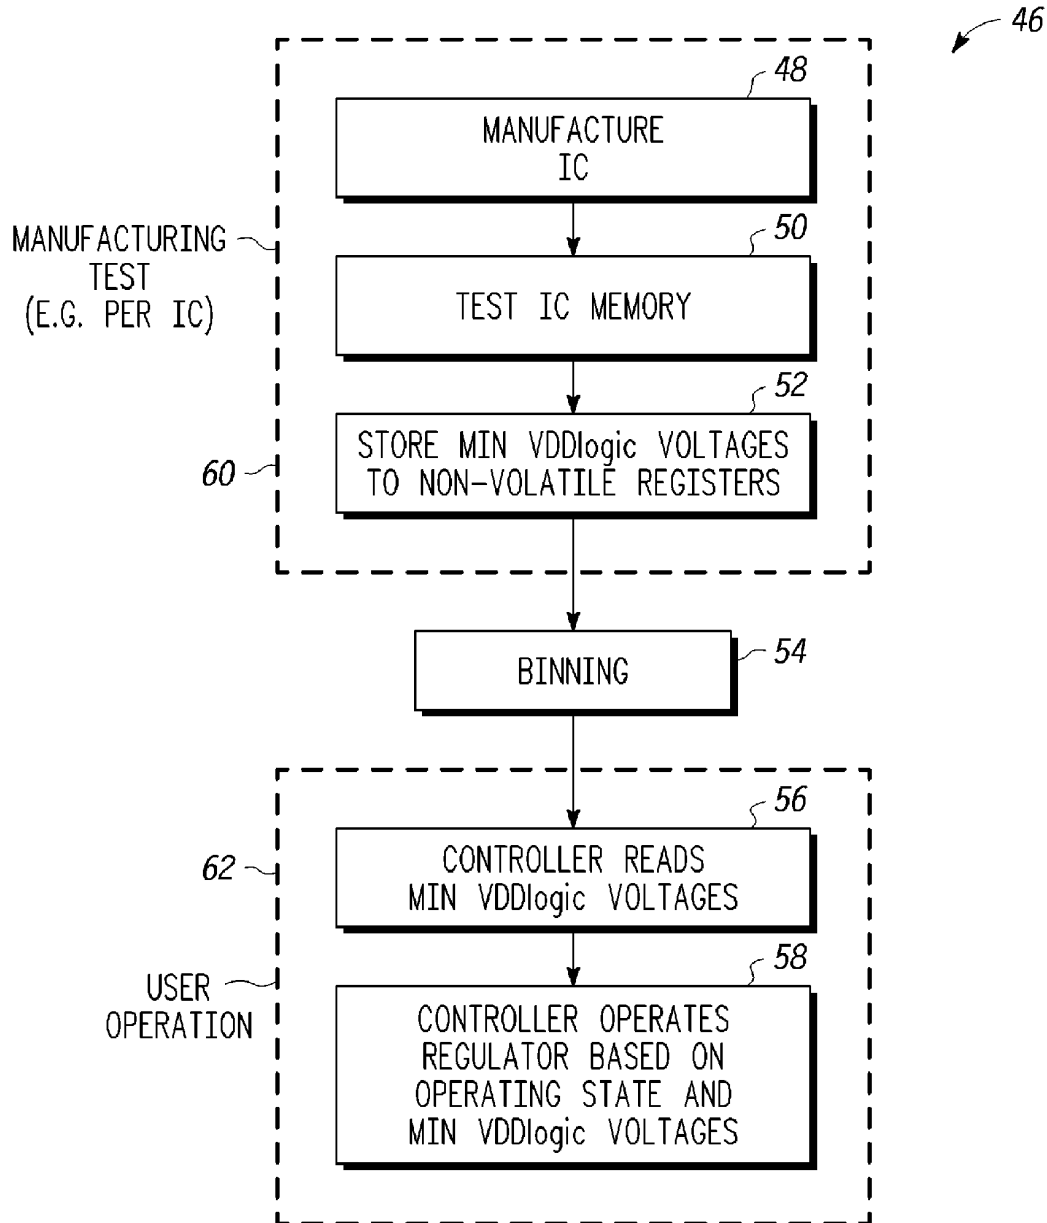 46
48
MANUFACTURE
IC
50
TEST IC MEMORY
MANUFACTURING
TEST
(E.G. PER IC)
52
STORE MIN VDDlogic VOLTAGES
TO NON-VOLATILE REGISTERS
60
BINNING
54
56
CONTROLLER READS
MIN VDDlogic VOLTAGES
62
58
CONTROLLER OPERATES
REGULATOR BASED ON
OPERATING STATE AND
MIN VDDlogic VOLTAGES
USER
OPERATION